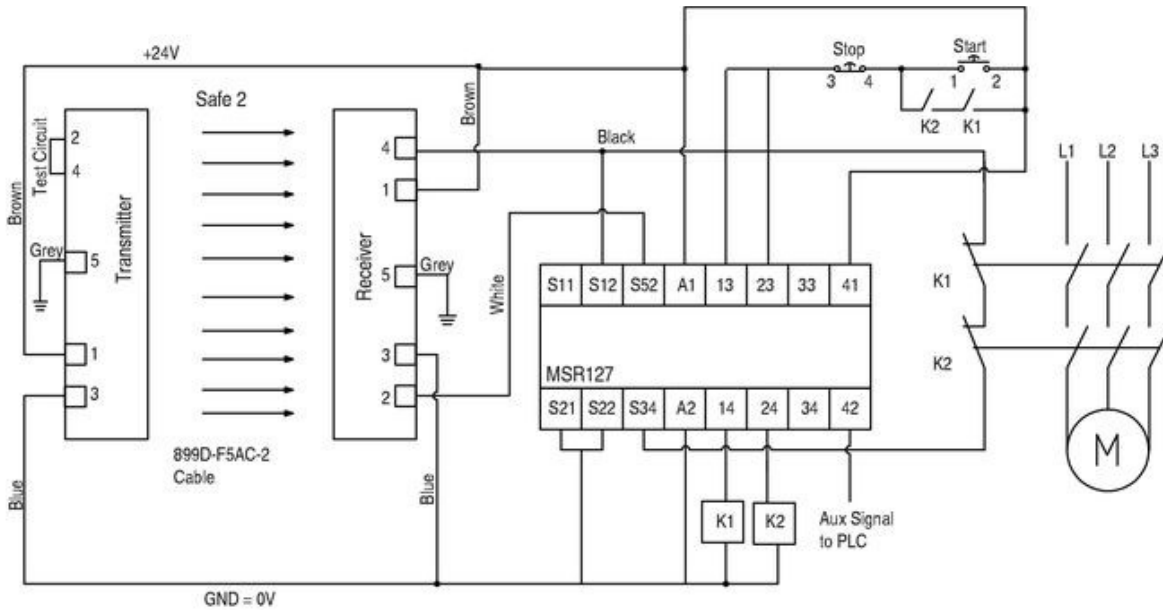 +24V
Safe 2
Test Circuit
2
4
Brown
Grey
5
Transmitter
1
3
Blue
899D-F5AC-2
Cable
GND = 0V
Receiver
4
1
5
Grey
3
2
Brown
Blue
Black
White
Stop
3 4
Start
1 2
K2 K1
S11 S12 S52 A1 13 23 33 41
MSR127
S21 S22 S34 A2 14 24 34 42
K1
K2
Aux Signal
to PLC
L1 L2 L3
K1
K2
M